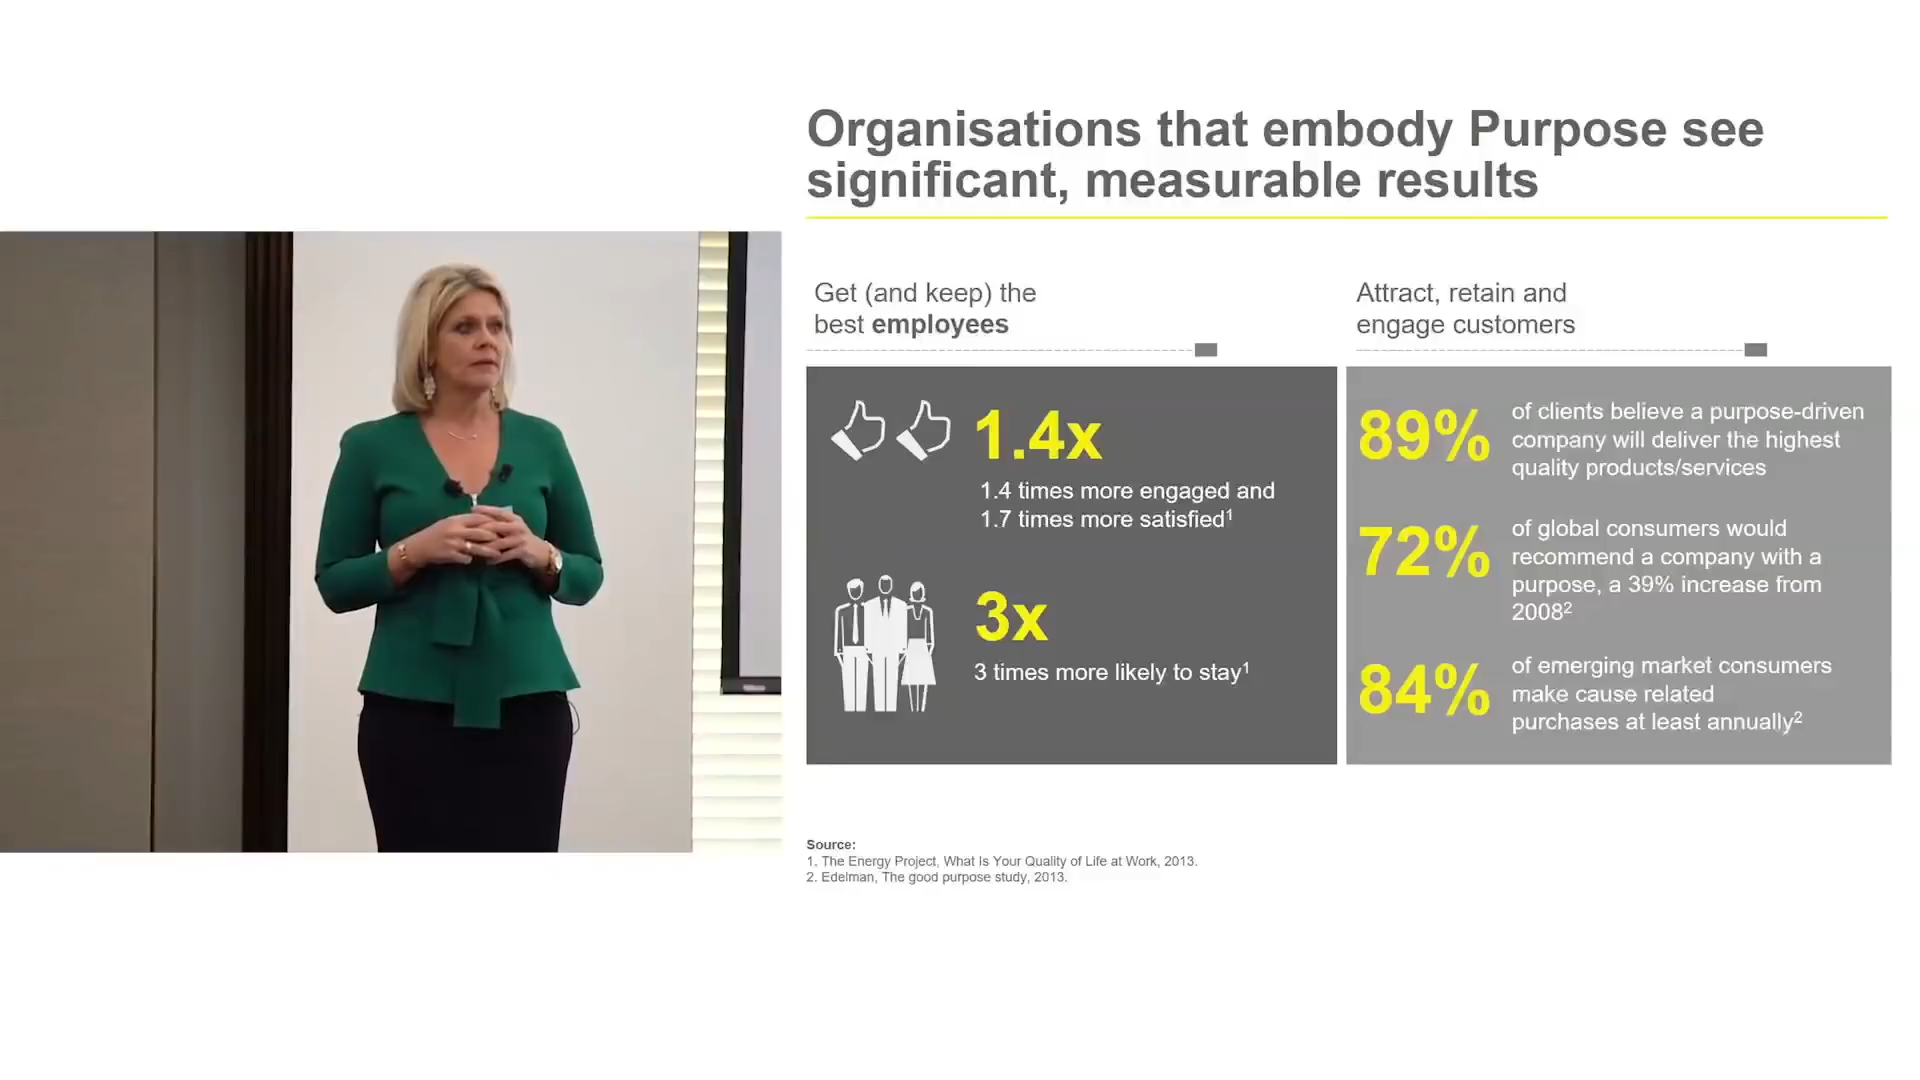 Organisations that embody Purpose see
significant, measurable results
Get (and keep) the
best employees
1.4x
1.4 times more engaged and
1.7 times more satisfied¹
3x
3 times more likely to stay¹
Attract, retain and
engage customers
89%
of clients believe a purpose-driven
company will deliver the highest
quality products/services
72%
of global consumers would
recommend a company with a
purpose, a 39% increase from
2008²
84%
of emerging market consumers
make cause related
purchases at least annually²
Source:
1. The Energy Project, What Is Your Quality of Life at Work, 2013.
2. Edelman, The good purpose study, 2013.